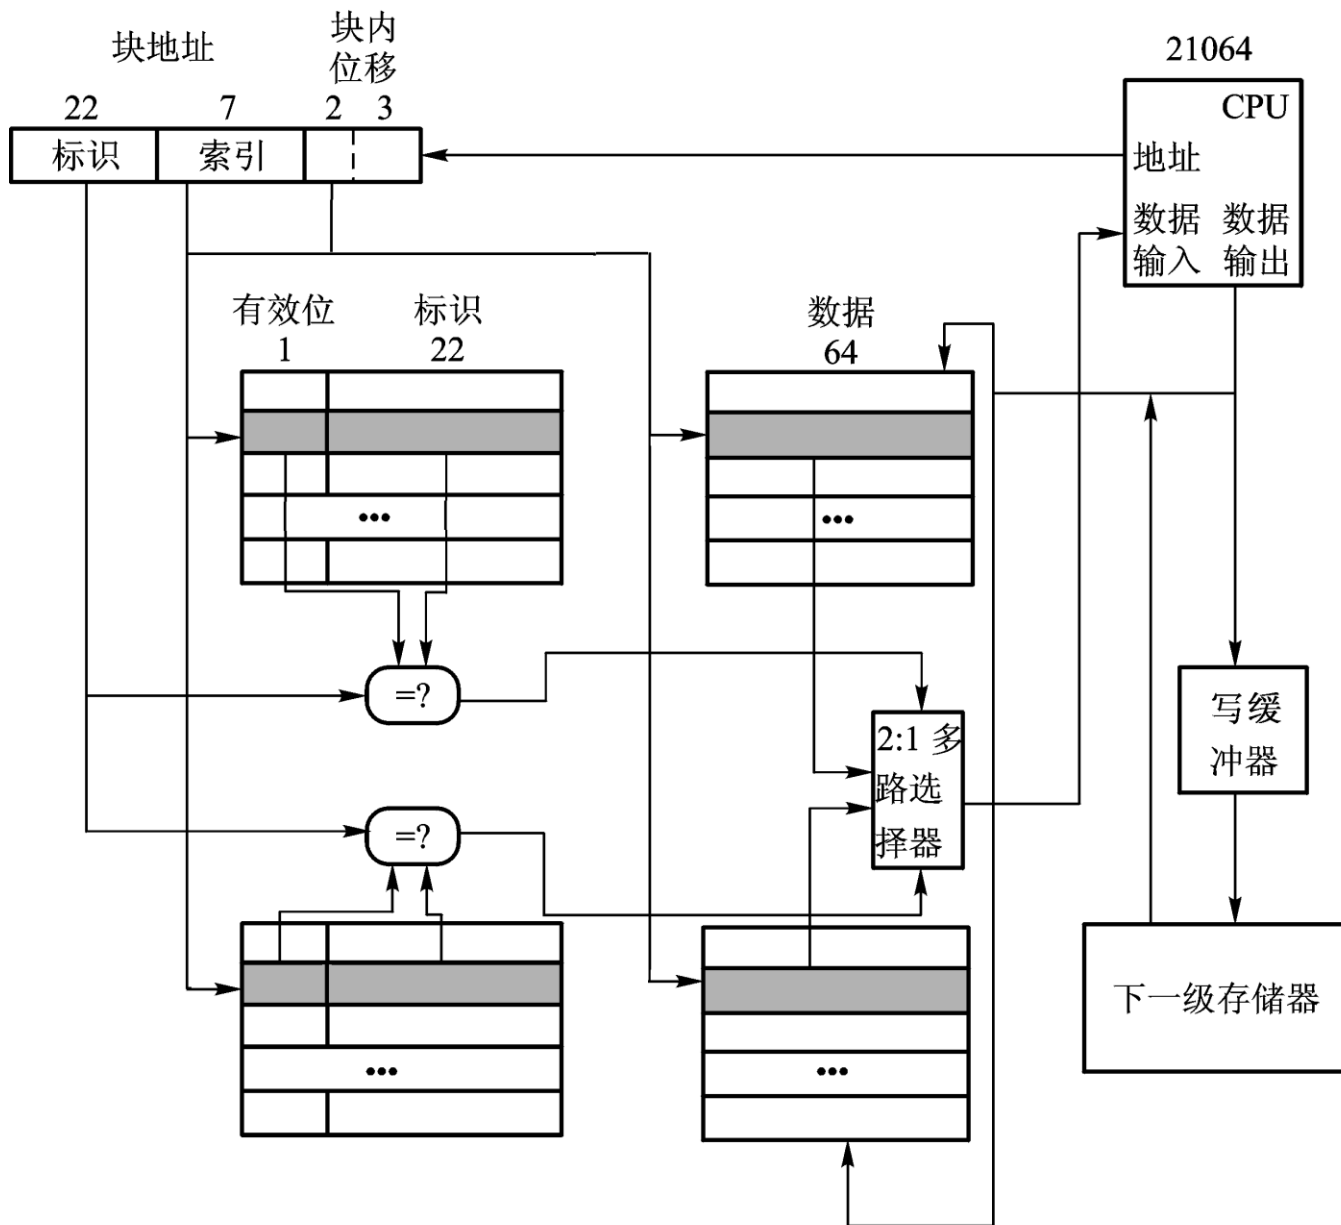 块地址
块内
位移
21064
22
7
2
3
CPU
标识
索引
地址
数据
输入
数据
输出
有效位
标识
数据
1
22
64
•••
•••
=?
2:1 多
路选
择器
写缓
冲器
=?
下一级存储器
•••
•••